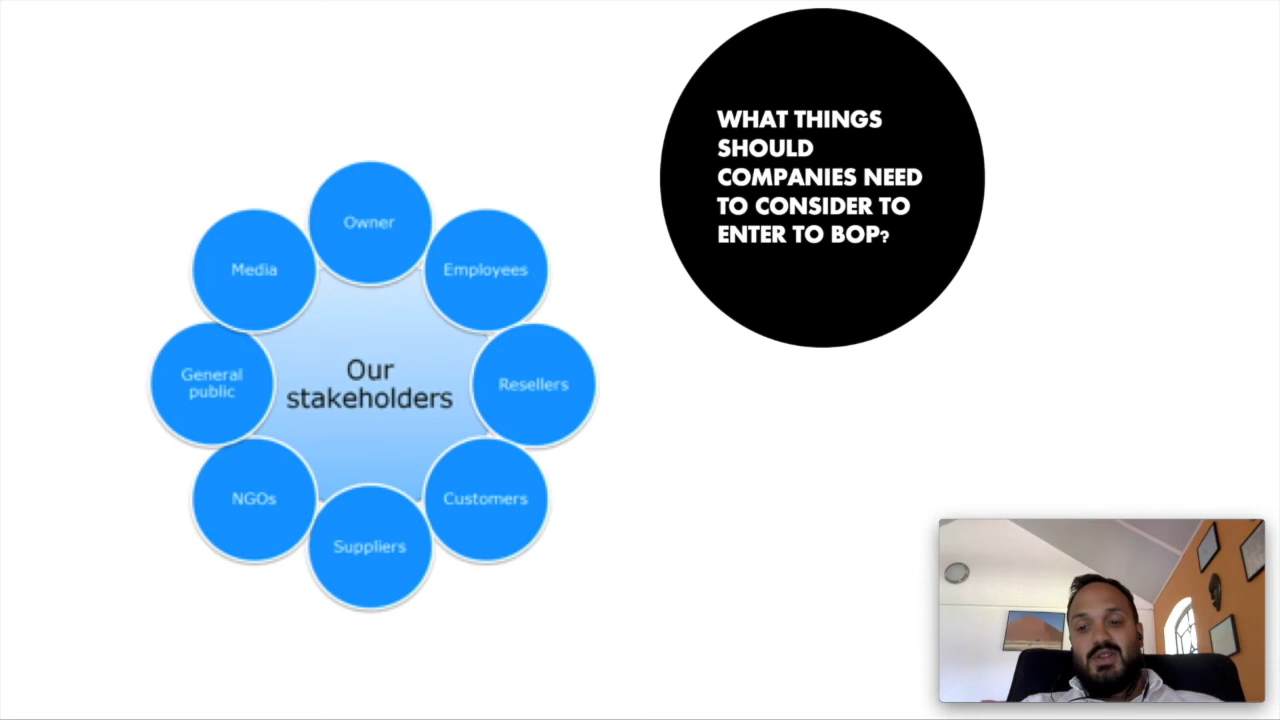 WHAT THINGS
SHOULD
COMPANIES NEED
TO CONSIDER TO
ENTER TO BOP?
Owner
Media
Employees
General
public
Our
stakeholders
Resellers
NGOs
Customers
Suppliers